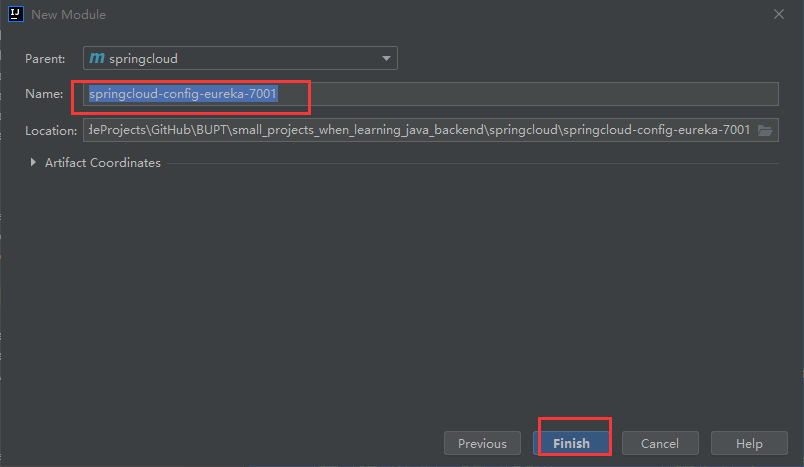 New Module
Parent: m springcloud
Name: springcloud-config-eureka-7001
Location: deProjects\GitHub\BUPT\small_projects_when_learning_java_backend\springcloud\springcloud-config-eureka-7001
Artifact Coordinates
Previous Finish Cancel Help